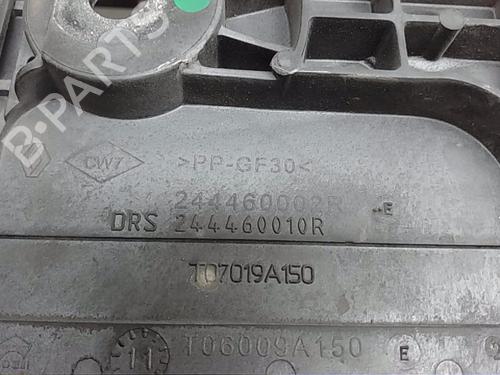 B-PARTS
CW7 >PP-GF30<
244460002R E
DRS 244460010R
T07019A150
11 T06009A150 E